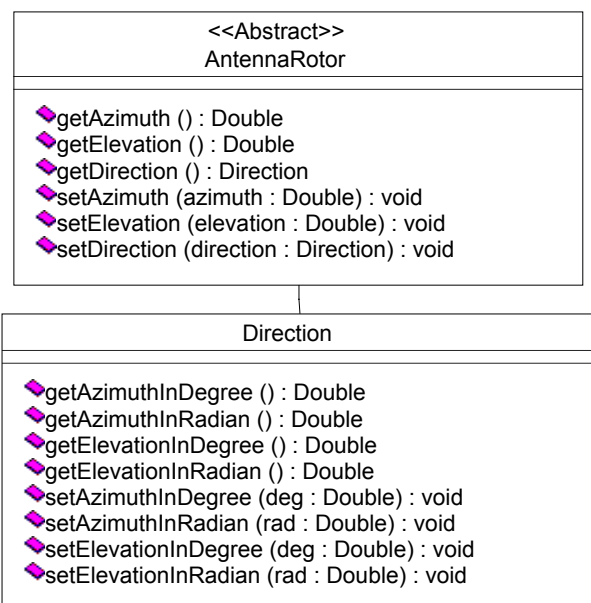 <<Abstract>>
AntennaRotor
getAzimuth () : Double
getElevation () : Double
getDirection () : Direction
setAzimuth (azimuth : Double) : void
setElevation (elevation : Double) : void
setDirection (direction : Direction) : void
Direction
getAzimuthInDegree () : Double
getAzimuthInRadian () : Double
getElevationInDegree () : Double
getElevationInRadian () : Double
setAzimuthInDegree (deg : Double) : void
setAzimuthInRadian (rad : Double) : void
setElevationInDegree (deg : Double) : void
setElevationInRadian (rad : Double) : void